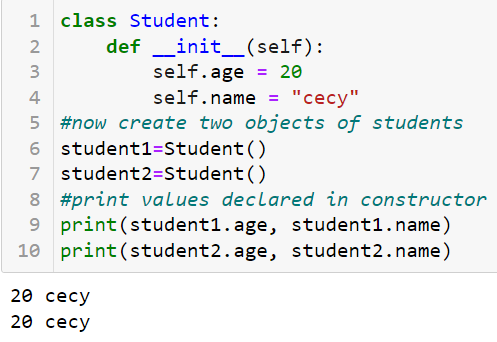 1 class Student:
2     def __init__(self):
3         self.age = 20
4         self.name = "cecy"
5 #now create two objects of students
6 student1=Student()
7 student2=Student()
8 #print values declared in constructor
9 print(student1.age, student1.name)
10 print(student2.age, student2.name)
20 cecy
20 cecy